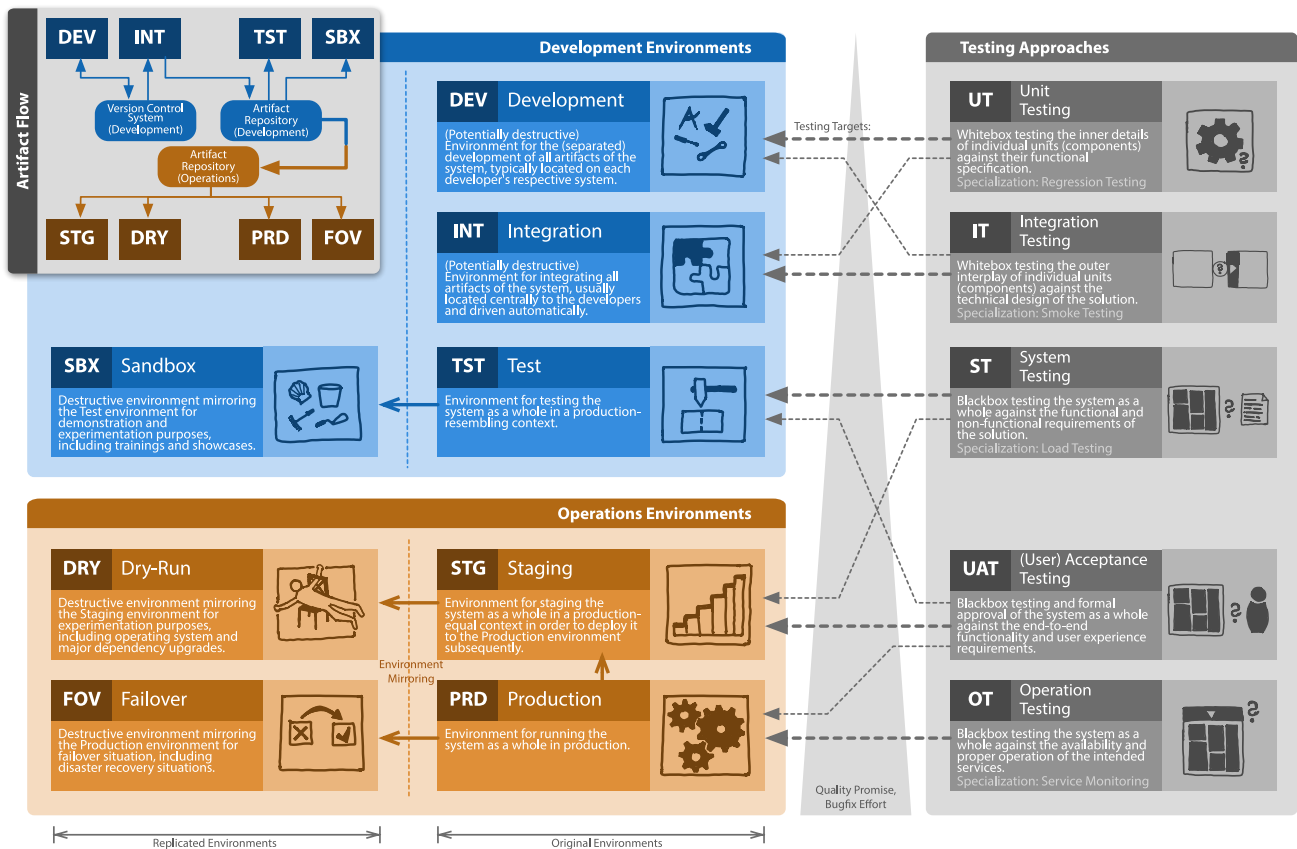 Artifact Flow
DEV
INT
TST
SBX
Version Control
System
(Development)
Artifact
Repository
(Development)
Artifact
Repository
(Operations)
STG
DRY
PRD
FOV
Development Environments
DEV Development
(Potentially destructive)
Environment for the (separated)
development of all artifacts of the
system, typically located on each
developer's respective system.
INT Integration
(Potentially destructive)
Environment for integrating all
artifacts of the system, usually
located centrally to the developers
and driven automatically.
SBX Sandbox
Destructive environment mirroring
the Test environment for
demonstration and
experimentation purposes,
including trainings and showcases.
TST Test
Environment for testing the
system as a whole in a production-
resembling context.
Operations Environments
DRY Dry-Run
Destructive environment mirroring
the Staging environment for
experimentation purposes,
including operating system and
major dependency upgrades.
STG Staging
Environment for staging the
system as a whole in a production-
equal context in order to deploy it
to the Production environment
subsequently.
Environment
Mirroring
FOV Failover
Destructive environment mirroring
the Production environment for
failover situation, including
disaster recovery situations.
PRD Production
Environment for running the
system as a whole in production.
Replicated Environments
Original Environments
Testing Targets:
Quality Promise,
Bugfix Effort
Testing Approaches
UT Unit
Testing
Whitebox testing the inner details
of individual units (components)
against their functional
specification.
Specialization: Regression Testing
?
IT Integration
Testing
Whitebox testing the outer
interplay of individual units
(components) against the
technical design of the solution.
Specialization: Smoke Testing
?
ST System
Testing
Blackbox testing the system as a
whole against the functional and
non-functional requirements of
the solution.
Specialization: Load Testing
?
UAT (User) Acceptance
Testing
Blackbox testing and formal
approval of the system as a whole
against the end-to-end
functionality and user experience
requirements.
?
OT Operation
Testing
Blackbox testing the system as a
whole against the availability and
proper operation of the intended
services.
Specialization: Service Monitoring
?